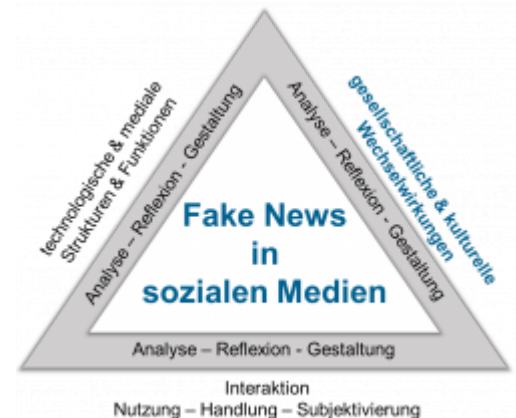 technologische & mediale
Strukturen & Funktionen
Analyse – Reflexion - Gestaltung
gesellschaftliche & kulturelle
Wechselwirkungen
Analyse – Reflexion - Gestaltung
Fake News
in
sozialen Medien
Analyse – Reflexion - Gestaltung
Interaktion
Nutzung – Handlung – Subjektivierung